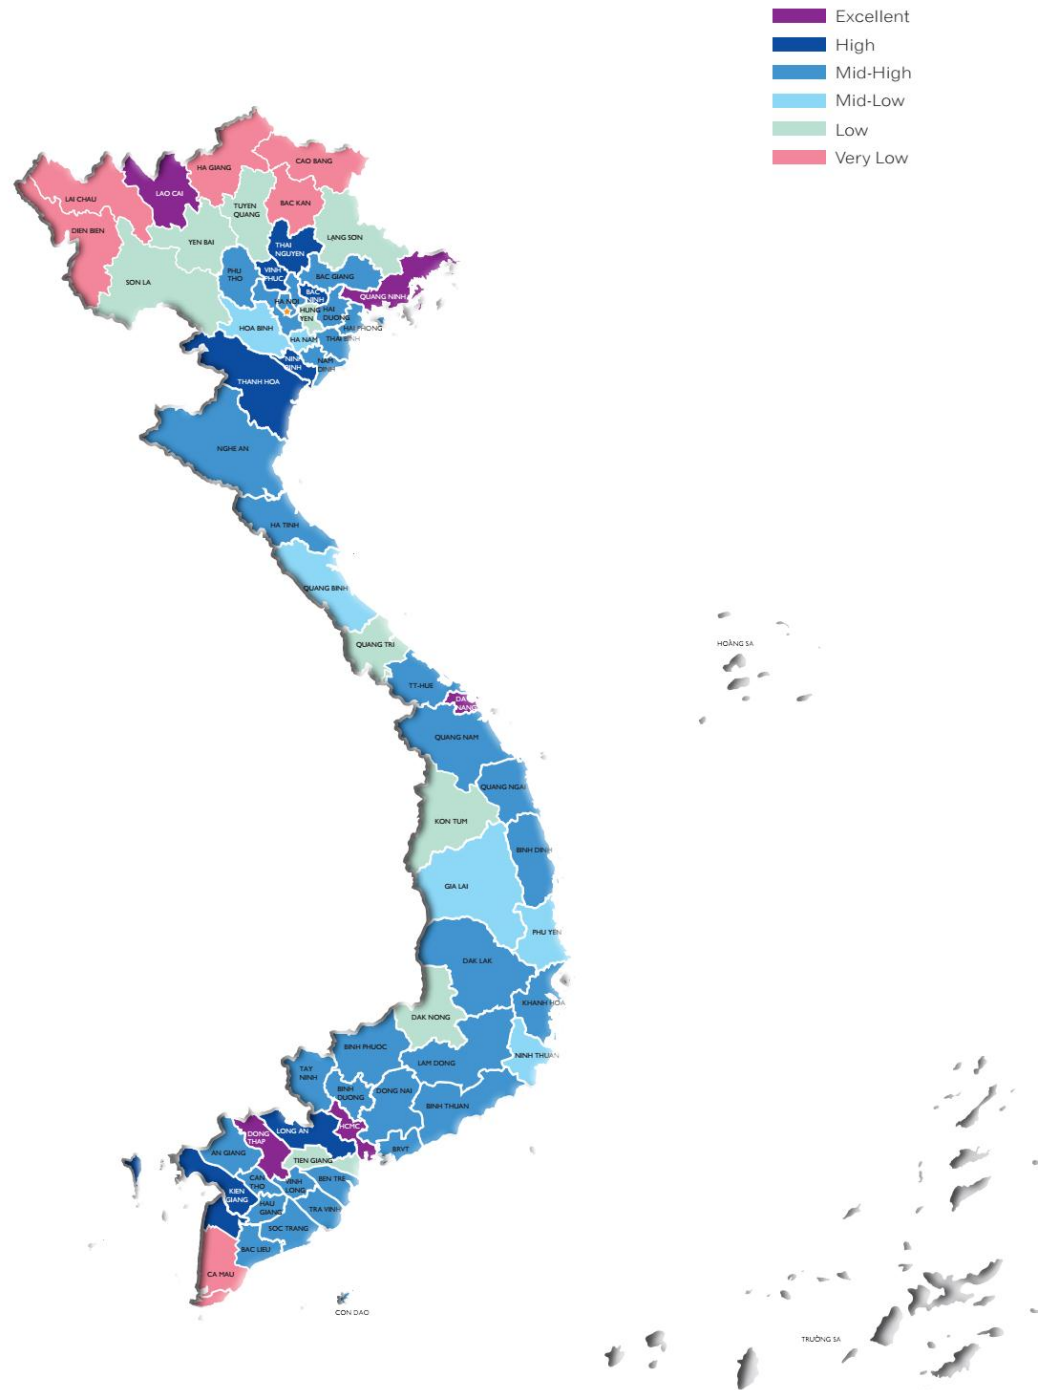 Excellent
High
Mid-High
Mid-Low
Low
Very Low
HA GIANG
CAO BANG
LAO CAI
LAI CHAU
BAC KAN
TUYEN
QUANG
DIEN BIEN
YEN BAI
LANG SON
THAI
NGUYEN
SON LA
PHU
THO
VINH
PHUC
BAC GIANG
BAC
NINH
QUANG NINH
HA NOI
HUNG
YEN
HAI
DUONG
HOA BINH
HAI PHONG
HA NAM
THAI BINH
NINH
BINH
NAM
DINH
THANH HOA
NGHE AN
HA TINH
QUANG BINH
QUANG TRI
HOÀNG SA
TT-HUE
DA
NANG
QUANG NAM
QUANG NGAI
KON TUM
BINH DINH
GIA LAI
PHU YEN
DAK LAK
KHANH HOA
DAK NONG
BINH PHUOC
NINH THUAN
LAM DONG
TAY
NINH
BINH
DUONG
DONG NAI
BINH THUAN
HCMC
LONG AN
DONG
THAP
BRVT
AN GIANG
TIEN GIANG
CAN
THO
VINH
LONG
BEN TRE
KIEN
GIANG
HAU
GIANG
TRA VINH
SOC TRANG
BAC LIEU
CA MAU
CON DAO
TRUỜNG SA